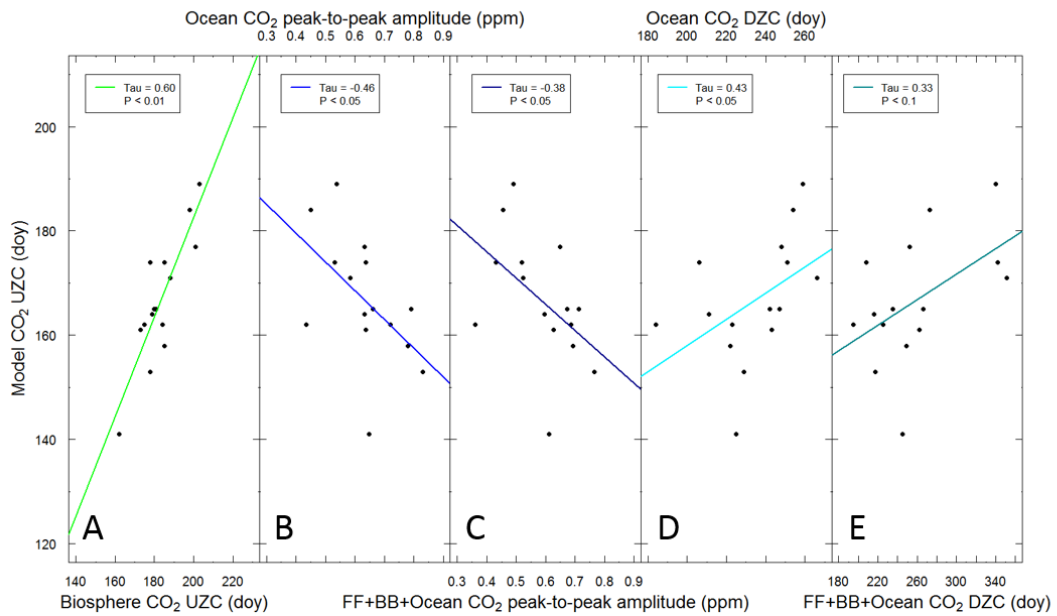 Ocean CO₂ peak-to-peak amplitude (ppm) Ocean CO₂ DZC (doy)
0.3 0.4 0.5 0.6 0.7 0.8 0.9 180 200 220 240 260
Tau = 0.60
P < 0.01
Tau = -0.46
P < 0.05
Tau = -0.38
P < 0.05
Tau = 0.43
P < 0.05
Tau = 0.33
P < 0.1
Model CO₂ UZC (doy)
200
180
160
140
120
A B C D E
140 160 180 200 220 0.3 0.4 0.5 0.6 0.7 0.8 0.9 180 220 260 300 340
Biosphere CO₂ UZC (doy) FF+BB+Ocean CO₂ peak-to-peak amplitude (ppm) FF+BB+Ocean CO₂ DZC (doy)